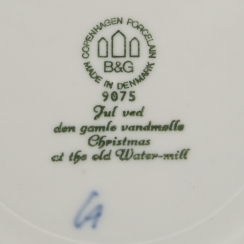 COPENHAGEN PORCELAIN
B&G
MADE IN DENMARK
9075
Jul ved
den gamle vandmølle
Christmas
at the old Water-mill